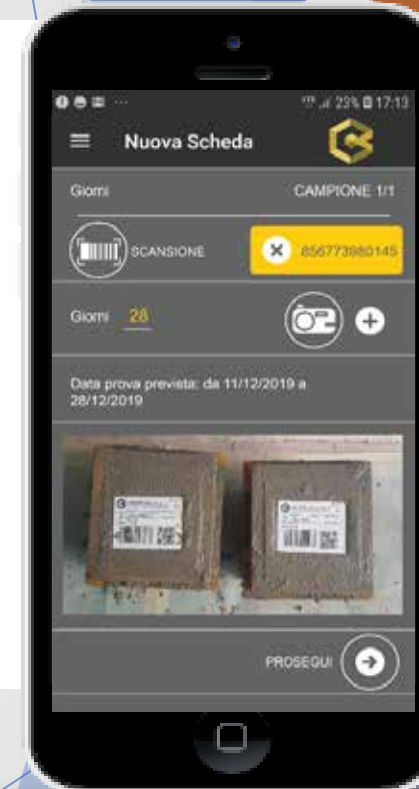 23% 17:13
Nuova Scheda
Giorni CAMPIONE 1/1
SCANSIONE 856773980145
Giorni 28
Data prova prevista: da 11/12/2019 a
28/12/2019
PROSEGUI